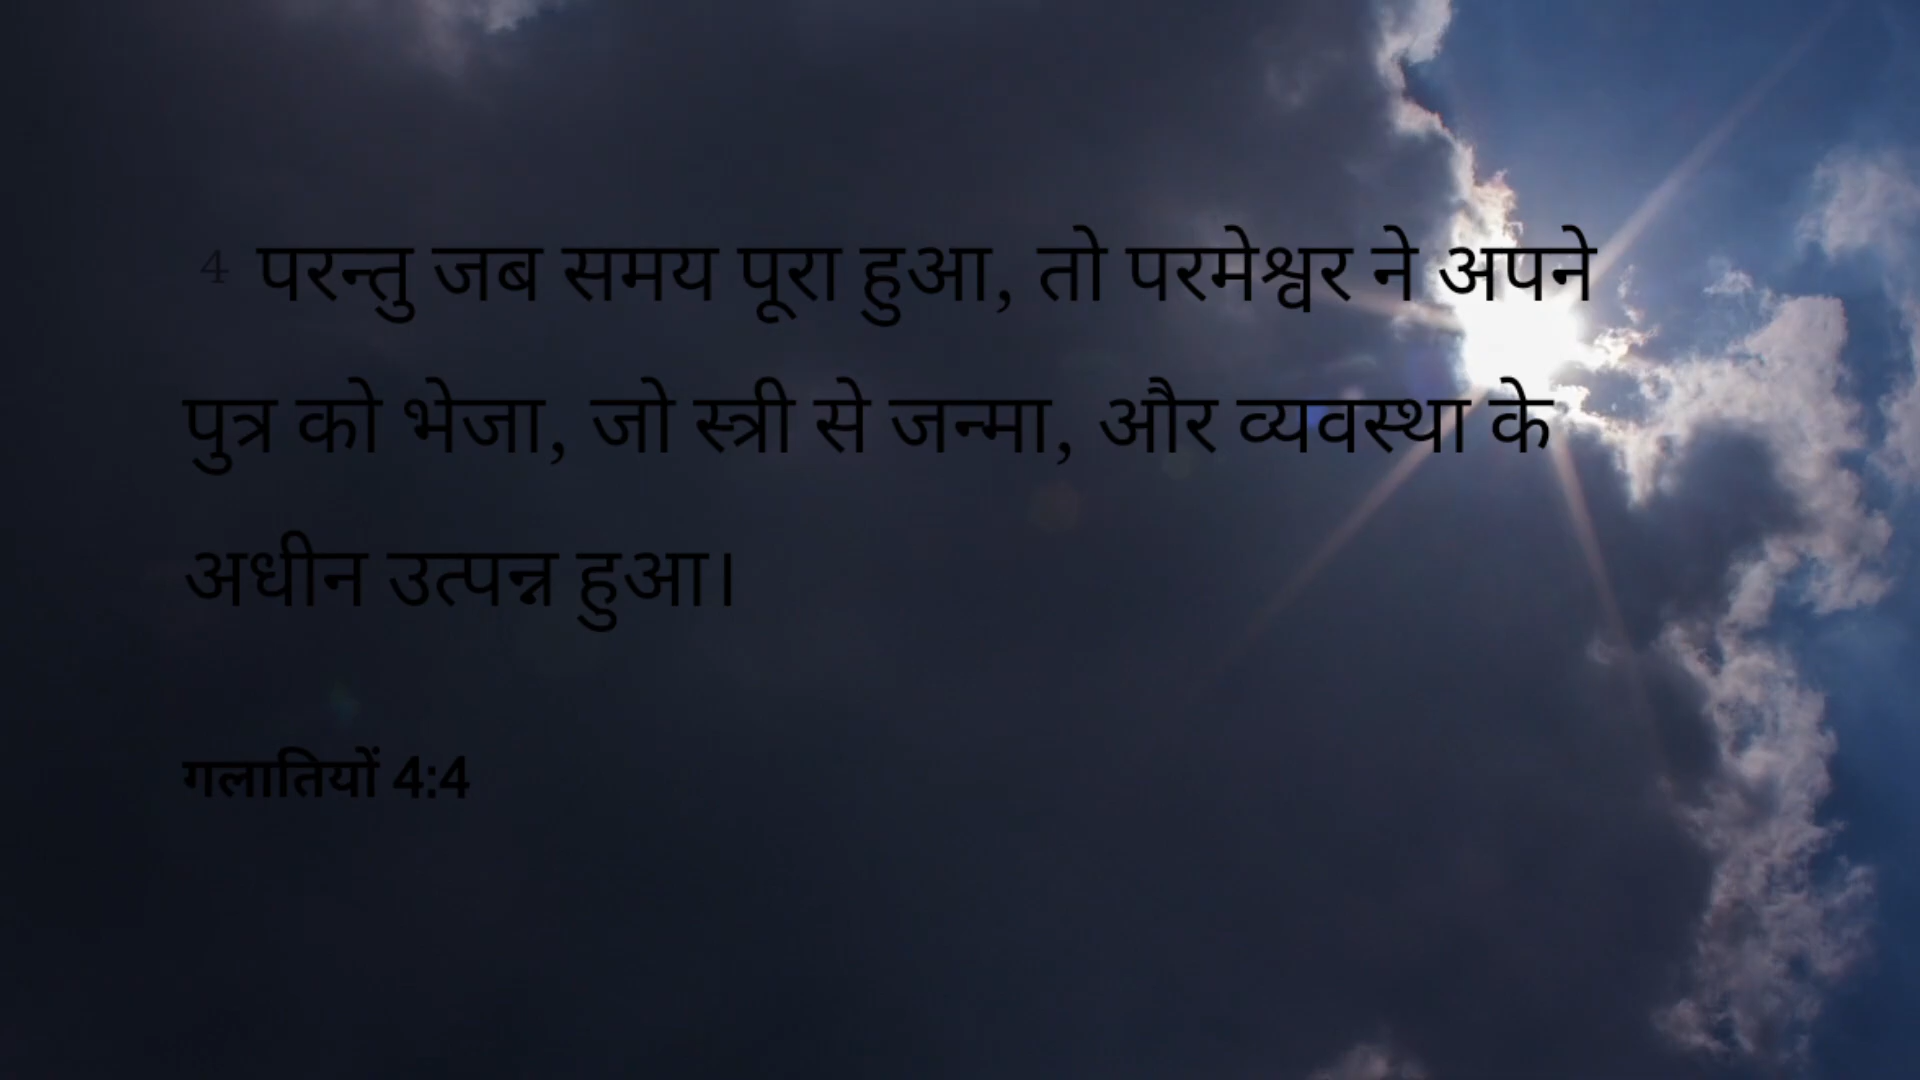 4 परन्तु जब समय पूरा हुआ, तो परमेश्वर ने अपने
पुत्र को भेजा, जो स्त्री से जन्मा, और व्यवस्था के
अधीन उत्पन्न हुआ।
गलातियों 4:4